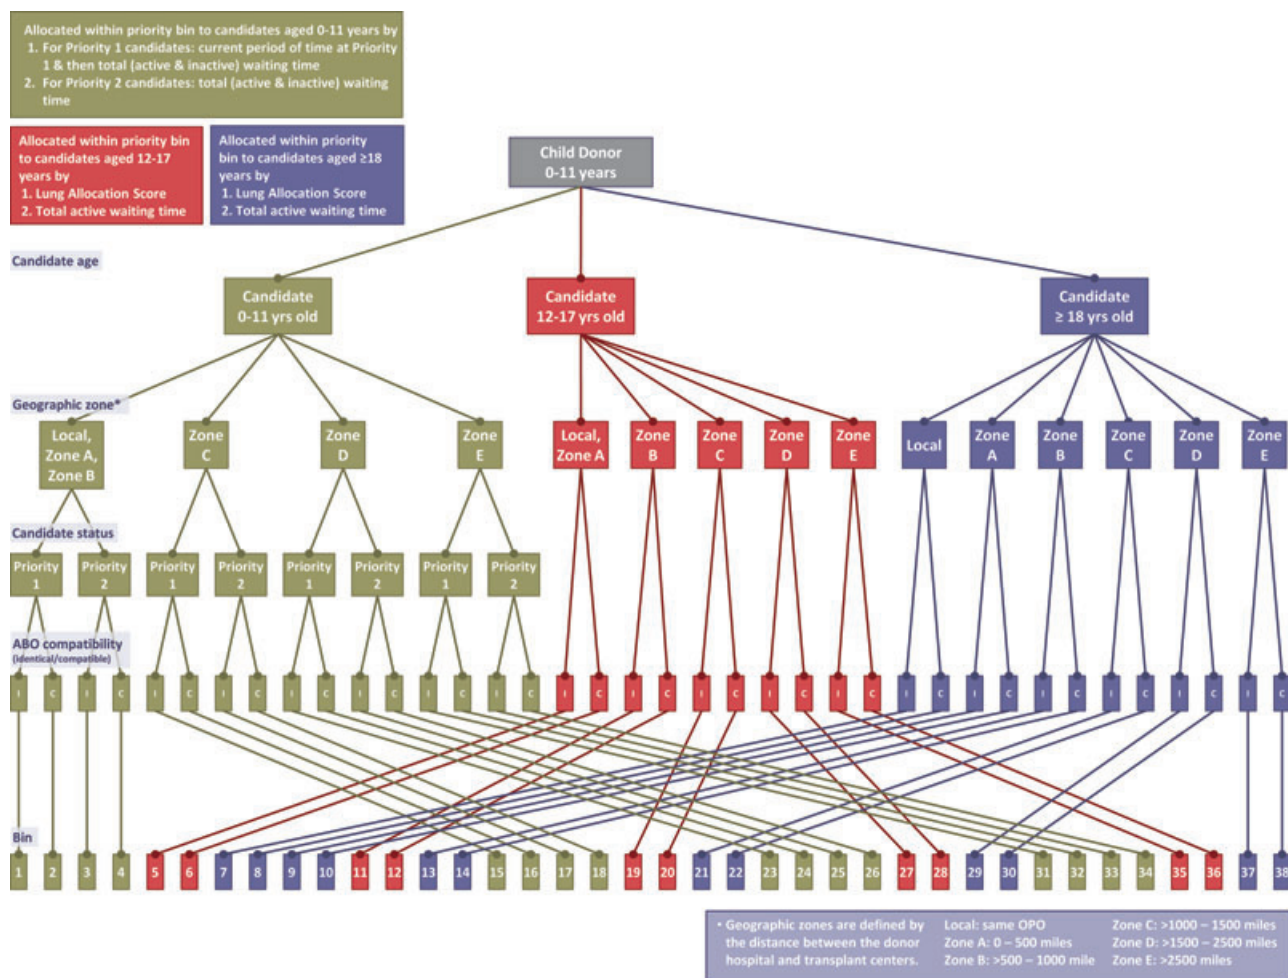 Allocated within priority bin to candidates aged 0-11 years by
1. For Priority 1 candidates: current period of time at Priority
1 & then total (active & inactive) waiting time
2. For Priority 2 candidates: total (active & inactive) waiting
time
Allocated within priority bin
to candidates aged 12-17
years by
1. Lung Allocation Score
2. Total active waiting time
Allocated within priority
bin to candidates aged ≥18
years by
1. Lung Allocation Score
2. Total active waiting time
Child Donor
0-11 years
Candidate age
Candidate
0-11 yrs old
Candidate
12-17 yrs old
Candidate
≥ 18 yrs old
Geographic zone*
Local,
Zone A,
Zone B
Zone
C
Zone
D
Zone
E
Local,
Zone A
Zone
B
Zone
C
Zone
D
Zone
E
Local
Zone
A
Zone
B
Zone
C
Zone
D
Zone
E
Candidate status
Priority
1
Priority
2
Priority
1
Priority
2
Priority
1
Priority
2
Priority
1
Priority
2
ABO compatibility
(identical/compatible)
I C I C I C I C I C I C I C I C I C I C I C I C I C I C I C I C I C I C I C
Bin
1 2 3 4 5 6 7 8 9 10 11 12 13 14 15 16 17 18 19 20 21 22 23 24 25 26 27 28 29 30 31 32 33 34 35 36 37 38
• Geographic zones are defined by
the distance between the donor
hospital and transplant centers.
Local: same OPO
Zone A: 0 – 500 miles
Zone B: >500 – 1000 mile
Zone C: >1000 – 1500 miles
Zone D: >1500 – 2500 miles
Zone E: >2500 miles